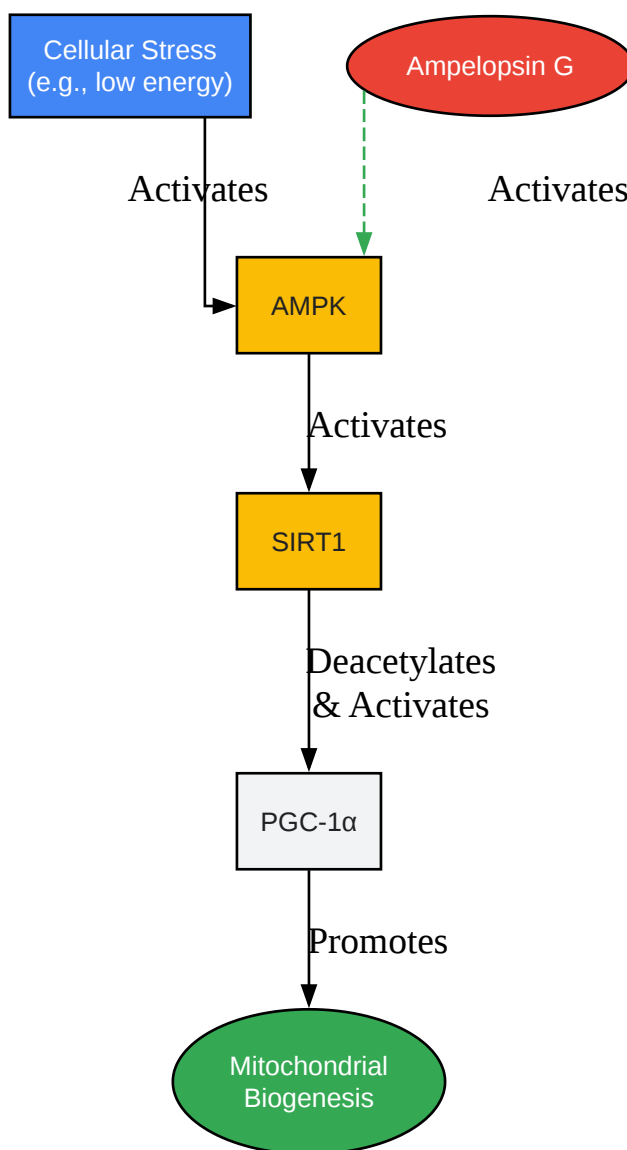 Cellular Stress
(e.g., low energy)
Ampelopsin G
Activates
Activates
AMPK
Activates
SIRT1
Deacetylates
& Activates
PGC-1α
Promotes
Mitochondrial
Biogenesis